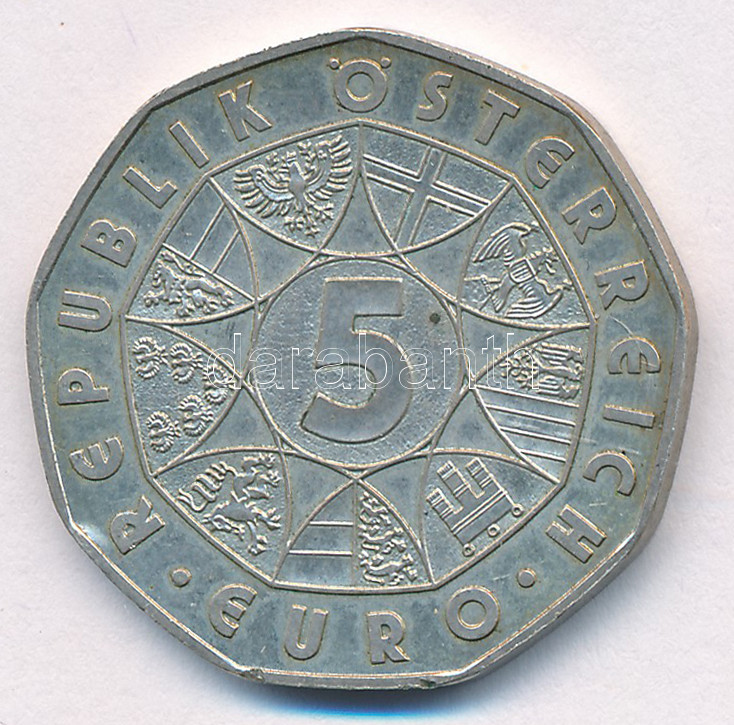 REPUBLIK ÖSTERREICH
5
· EURO ·
darabanth